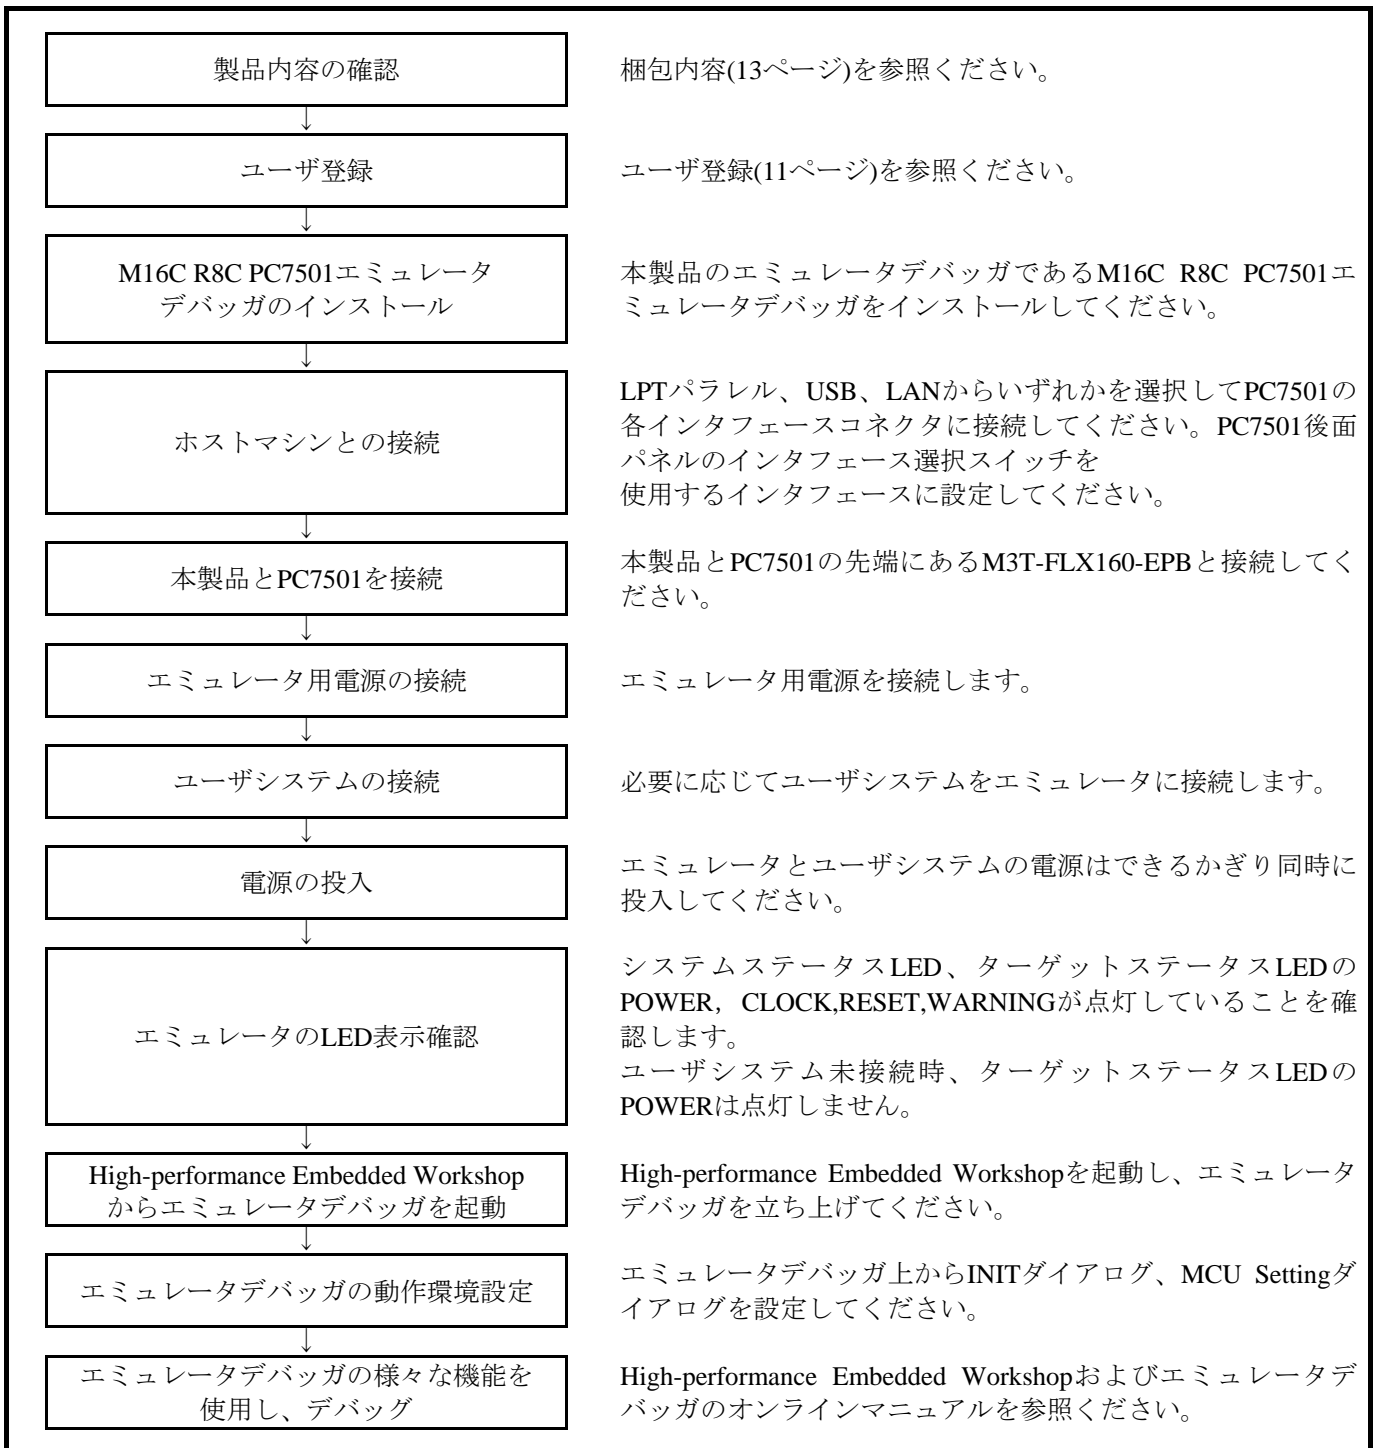 製品内容の確認
梱包内容(13ページ)を参照ください。
↓
ユーザ登録
ユーザ登録(11ページ)を参照ください。
↓
M16C R8C PC7501エミュレータ
デバッガのインストール
本製品のエミュレータデバッガであるM16C R8C PC7501エ
ミュレータデバッガをインストールしてください。
↓
ホストマシンとの接続
LPTパラレル、USB、LANからいずれかを選択してPC7501の
各インタフェースコネクタに接続してください。PC7501後面
パネルのインタフェース選択スイッチを
使用するインタフェースに設定してください。
↓
本製品とPC7501を接続
本製品とPC7501の先端にあるM3T-FLX160-EPBと接続してく
ださい。
↓
エミュレータ用電源の接続
エミュレータ用電源を接続します。
↓
ユーザシステムの接続
必要に応じてユーザシステムをエミュレータに接続します。
↓
電源の投入
エミュレータとユーザシステムの電源はできるかぎり同時に
投入してください。
↓
エミュレータのLED表示確認
システムステータスLED、ターゲットステータスLEDの
POWER，CLOCK,RESET,WARNINGが点灯していることを確
認します。
ユーザシステム未接続時、ターゲットステータスLEDの
POWERは点灯しません。
↓
High-performance Embedded Workshop
からエミュレータデバッガを起動
High-performance Embedded Workshopを起動し、エミュレータ
デバッガを立ち上げてください。
↓
エミュレータデバッガの動作環境設定
エミュレータデバッガ上からINITダイアログ、MCU Settingダ
イアログを設定してください。
↓
エミュレータデバッガの様々な機能を
使用し、デバッグ
High-performance Embedded Workshopおよびエミュレータデ
バッガのオンラインマニュアルを参照ください。